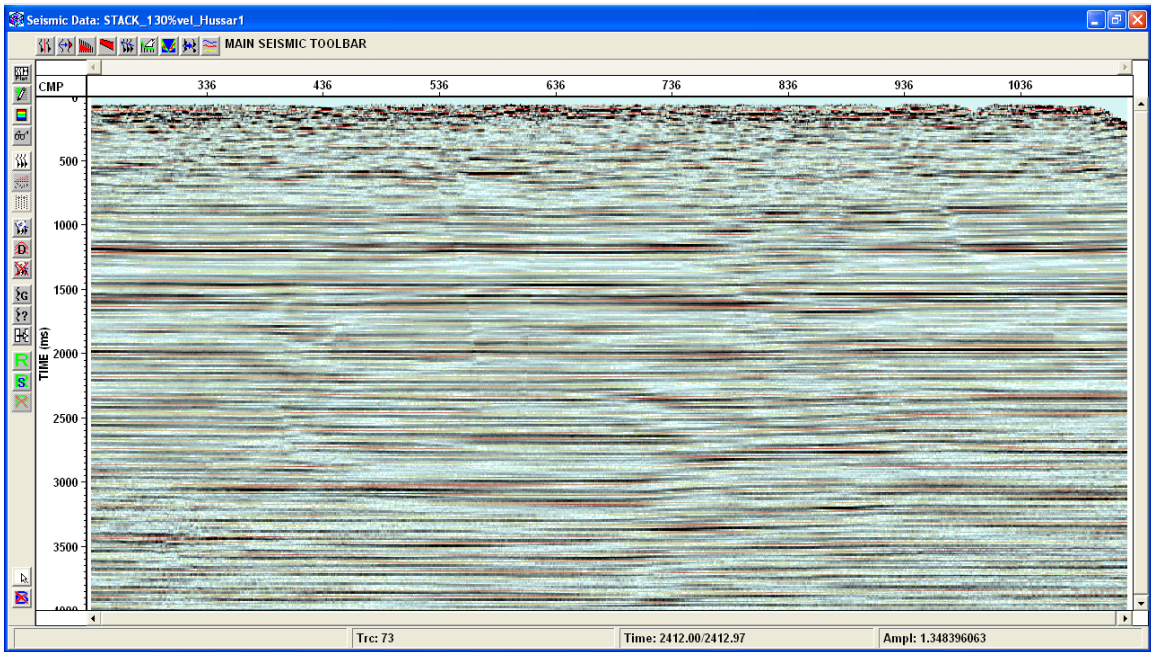 Seismic Data: STACK_130%vel_Hussar1
MAIN SEISMIC TOOLBAR
CMP 336 436 536 636 736 836 936 1036
0
500
1000
1500
TIME (ms)
2000
2500
3000
3500
4000
D
G
?
R
S
Trc: 73 Time: 2412.00/2412.97 Ampl: 1.348396063